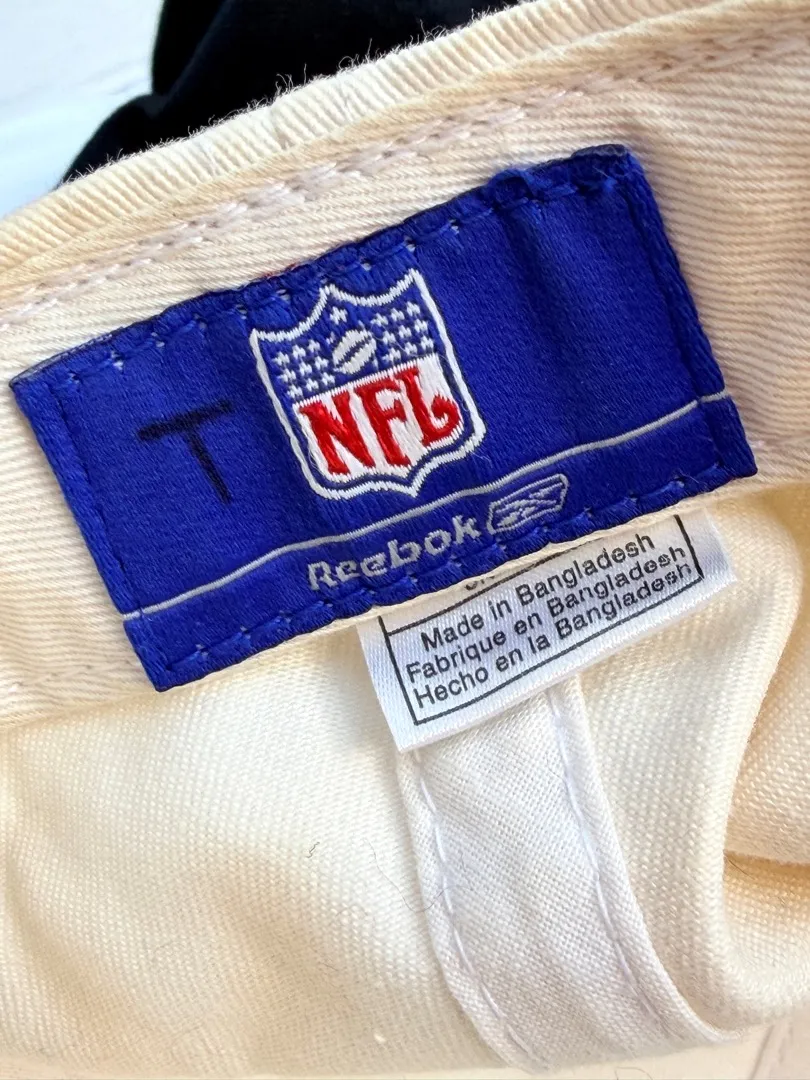 T
NFL
Reebok
Made in Bangladesh
Fabrique en Bangladesh
Hecho en la Bangladesh